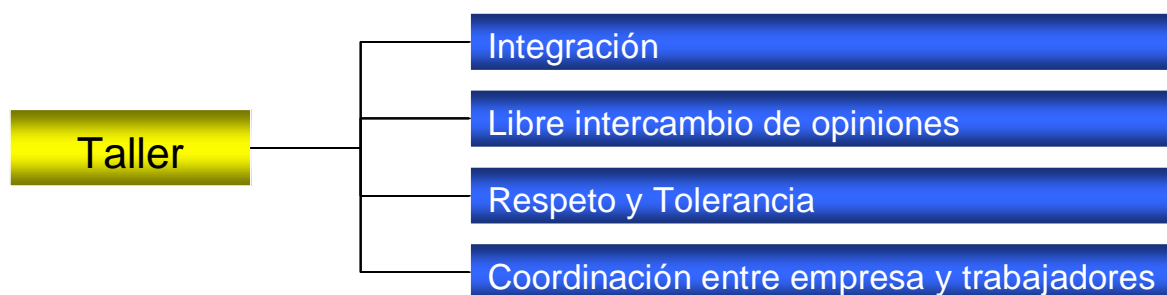 Integración
Libre intercambio de opiniones
Taller
Respeto y Tolerancia
Coordinación entre empresa y trabajadores